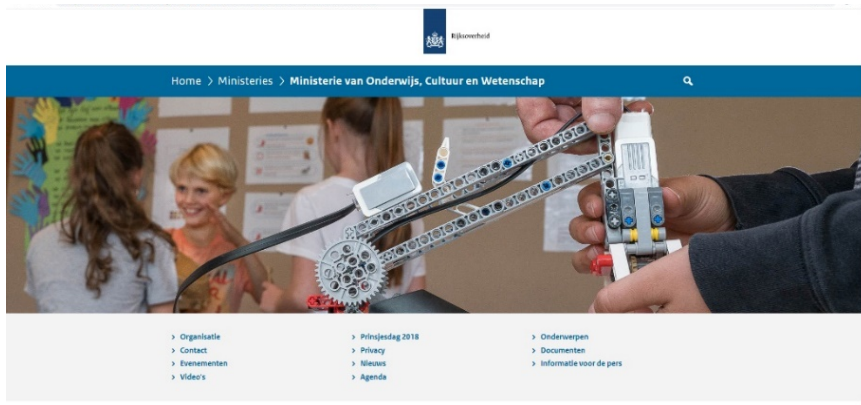 Rijksoverheid
Home > Ministeries > Ministerie van Onderwijs, Cultuur en Wetenschap
> Organisatie
> Contact
> Evenementen
> Video's
> Prinsjesdag 2018
> Privacy
> Nieuws
> Agenda
> Onderwerpen
> Documenten
> Informatie voor de pers